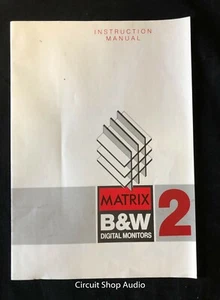 INSTRUCTION
MANUAL
MATRIX
B&W
DIGITAL MONITORS
2
Circuit Shop Audio